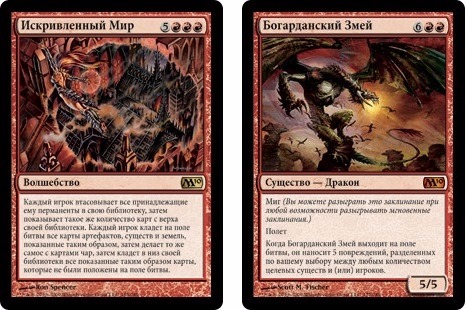 Искривленный Мир 5
Волшебство M10
Каждый игрок втасовывает все принадлежащие
ему перманенты в свою библиотеку, затем
показывает такое же количество карт с верха
своей библиотеки. Каждый игрок кладет на поле
битвы все карты артефактов, существ и земель,
показанные таким образом, затем делает то же
самое с картами чар, затем кладет в низ своей
библиотеки все показанные таким образом карты,
которые не были положены на поле битвы.
Ron Spencer
Богарданский Змей 6
Существо — Дракон M10
Миг (Вы можете разыграть это заклинание при
любой возможности разыгрывать мгновенные
заклинания.)
Полет
Когда Богарданский Змей выходит на поле
битвы, он наносит 5 повреждений, разделенных
по вашему выбору между любым количеством
целевых существ и (или) игроков.
5/5
Scott M. Fischer